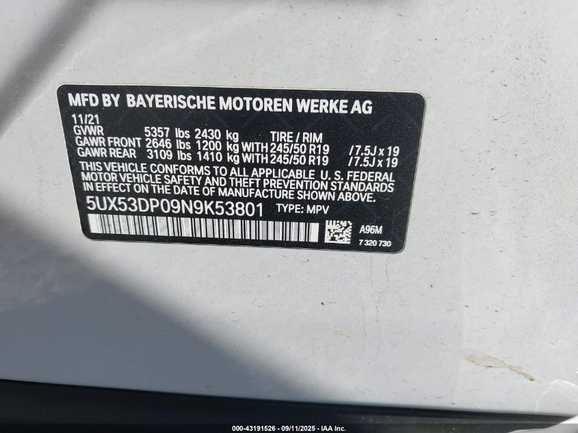 MFD BY BAYERISCHE MOTOREN WERKE AG
11/21
GVWR 5357 lbs 2430 kg TIRE / RIM
GAWR FRONT 2646 lbs 1200 kg WITH 245/50 R19 /7.5J x 19
GAWR REAR 3109 lbs 1410 kg WITH 245/50 R19 /7.5J x 19
THIS VEHICLE CONFORMS TO ALL APPLICABLE U. S. FEDERAL
MOTOR VEHICLE SAFETY AND THEFT PREVENTION STANDARDS
IN EFFECT ON THE DATE OF MANUFACTURE SHOWN ABOVE.
5UX53DP09N9K53801 TYPE: MPV
A96M
7 320 730
000-43191526 - 09/11/2025 - IAA Inc.